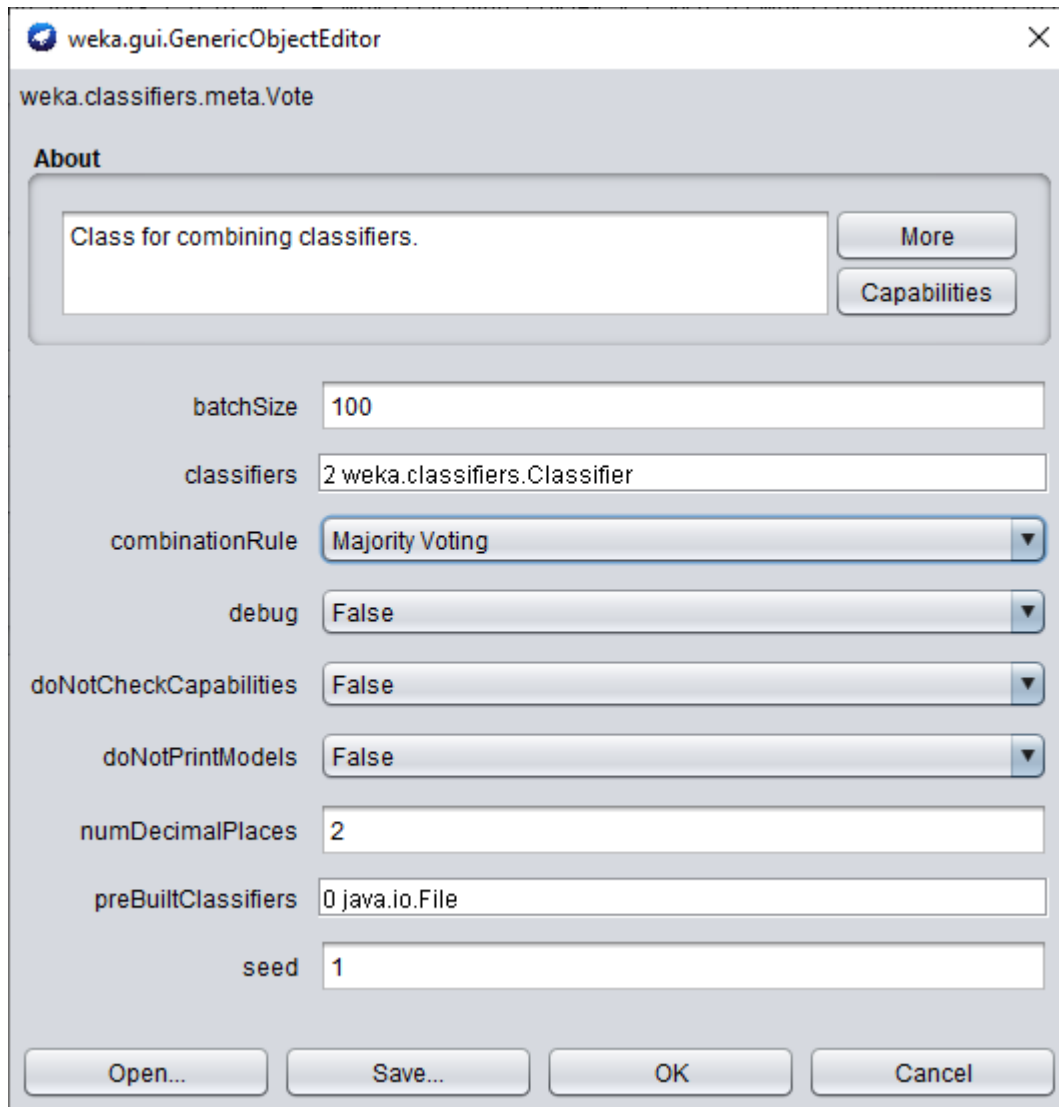 weka.gui.GenericObjectEditor
weka.classifiers.meta.Vote
About
Class for combining classifiers.
More
Capabilities
batchSize 100
classifiers 2 weka.classifiers.Classifier
combinationRule Majority Voting
debug False
doNotCheckCapabilities False
doNotPrintModels False
numDecimalPlaces 2
preBuiltClassifiers 0 java.io.File
seed 1
Open... Save... OK Cancel